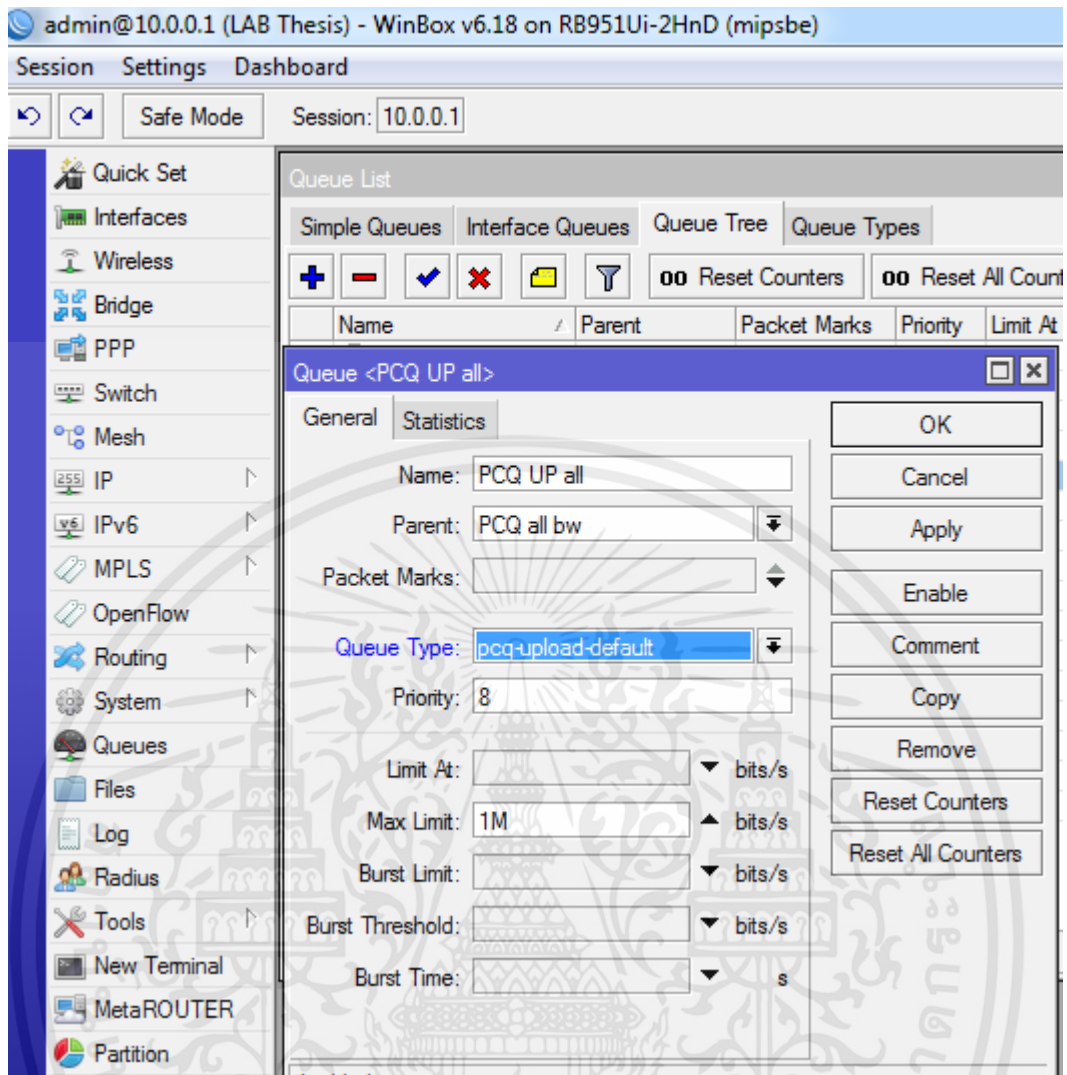 admin@10.0.0.1 (LAB Thesis) - WinBox v6.18 on RB951Ui-2HnD (mipsbe)
Session Settings Dashboard
Safe Mode Session: 10.0.0.1
Quick Set
Interfaces
Wireless
Bridge
PPP
Switch
Mesh
IP
IPv6
MPLS
OpenFlow
Routing
System
Queues
Files
Log
Radius
Tools
New Terminal
MetaROUTER
Partition
Queue List
Simple Queues Interface Queues Queue Tree Queue Types
00 Reset Counters 00 Reset All Count
Name Parent Packet Marks Priority Limit At
Queue <PCQ UP all>
General Statistics
Name: PCQ UP all
Parent: PCQ all bw
Packet Marks:
Queue Type: pcq-upload-default
Priority: 8
Limit At: bits/s
Max Limit: 1M bits/s
Burst Limit: bits/s
Burst Threshold: bits/s
Burst Time: s
OK
Cancel
Apply
Enable
Comment
Copy
Remove
Reset Counters
Reset All Counters